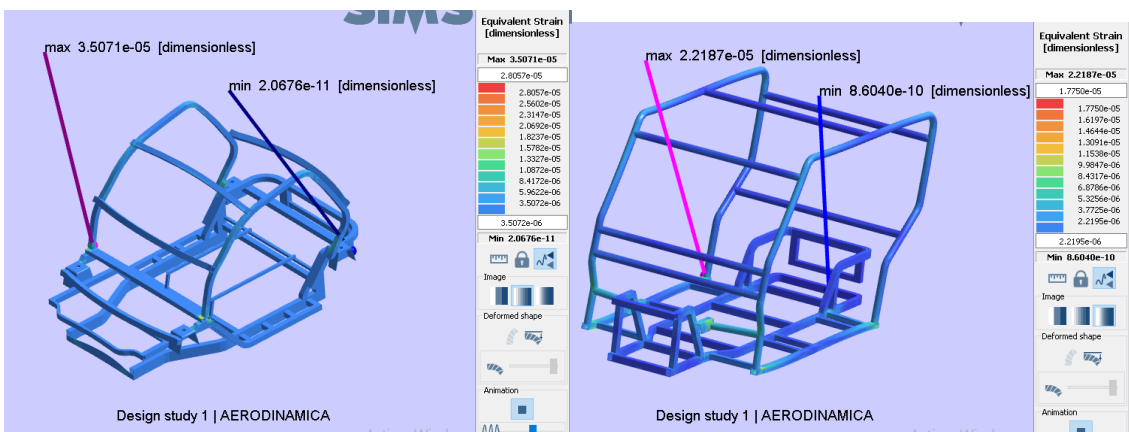 SIMS
max 3.5071e-05 [dimensionless]
min 2.0676e-11 [dimensionless]
Design study 1 | AERODINAMICA
Equivalent Strain
[dimensionless]
Max 3.5071e-05
2.8057e-05
2.8057e-05
2.5602e-05
2.3147e-05
2.0692e-05
1.8237e-05
1.5782e-05
1.3327e-05
1.0872e-05
8.4172e-06
5.9622e-06
3.5072e-06
3.5072e-06
Min 2.0676e-11
Image
Deformed shape
Animation
max 2.2187e-05 [dimensionless]
min 8.6040e-10 [dimensionless]
Design study 1 | AERODINAMICA
Equivalent Strain
[dimensionless]
Max 2.2187e-05
1.7750e-05
1.7750e-05
1.6197e-05
1.4644e-05
1.3091e-05
1.1538e-05
9.9847e-06
8.4317e-06
6.8786e-06
5.3256e-06
3.7725e-06
2.2195e-06
2.2195e-06
Min 8.6040e-10
Image
Deformed shape
Animation